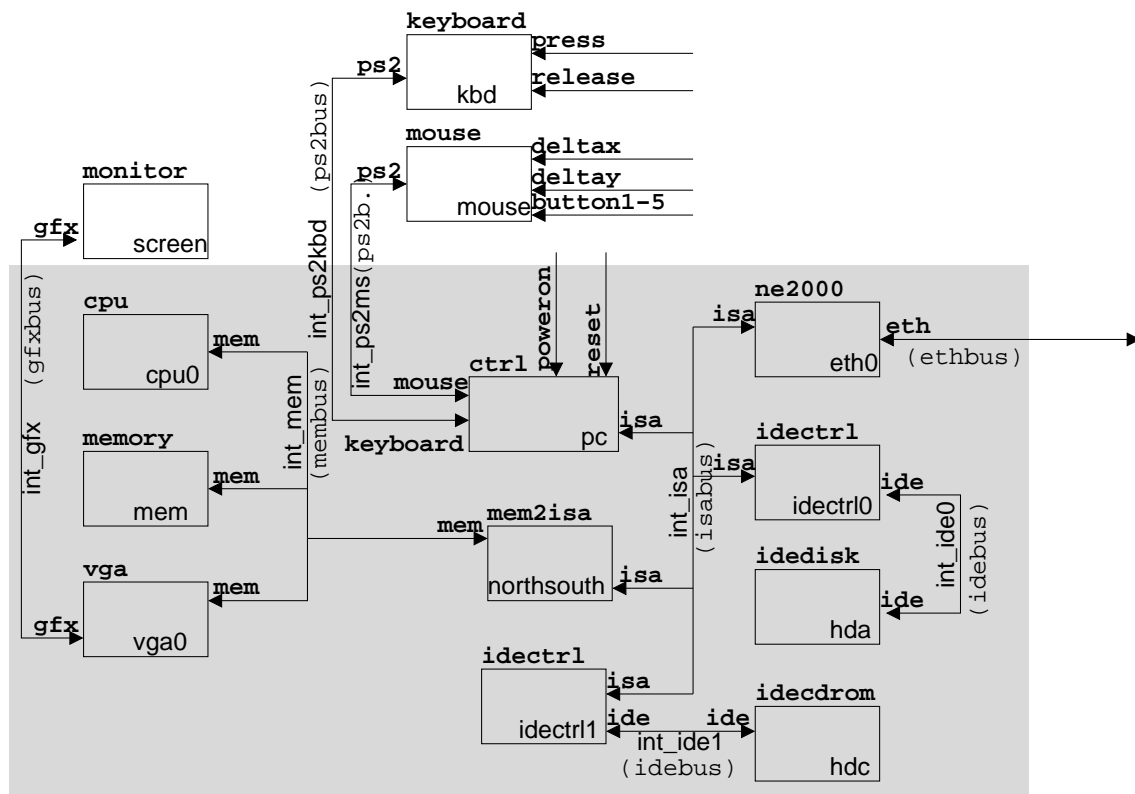 keyboard
press
ps2
release
kbd
int_ps2kbd (ps2bus)
mouse
deltax
ps2
deltay
button1-5
mouse
int_ps2ms(ps2b.)
monitor
gfx
screen
int_gfx (gfxbus)
poweron
reset
cpu
mem
cpu0
int_mem
(membus)
ctrl
mouse
keyboard
isa
pc
ne2000
isa
eth
(ethbus)
eth0
memory
mem
mem
int_isa
(isabus)
idectrl
isa
ide
idectrl0
int_ide0
(idebus)
mem2isa
mem
isa
northsouth
idedisk
ide
hda
vga
mem
gfx
vga0
idectrl
isa
ide
idectrl1
int_ide1
(idebus)
idecdrom
ide
hdc